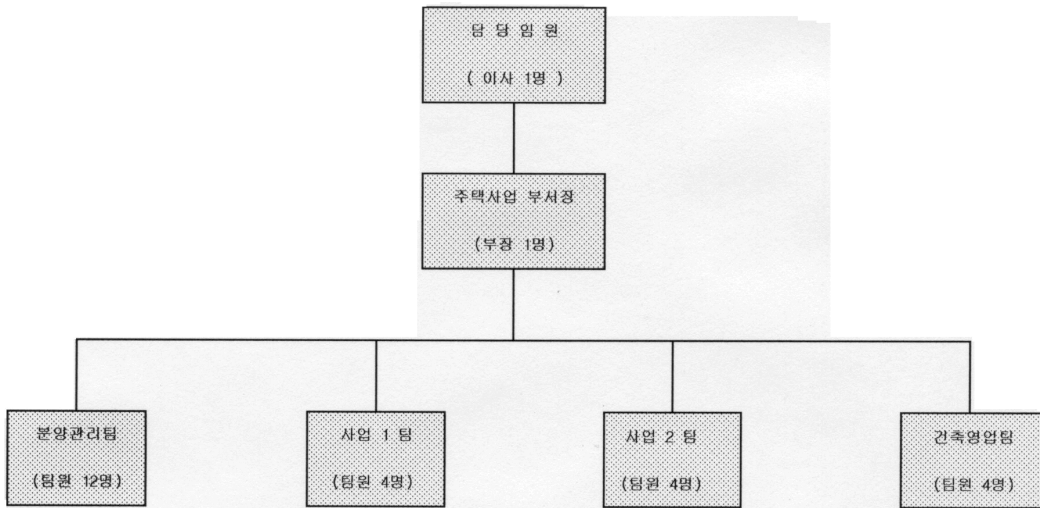 담 당 임 원
( 이사 1명 )
주택사업 부서장
(부장 1명)
분양관리팀
(팀원 12명)
사업 1 팀
(팀원 4명)
사업 2 팀
(팀원 4명)
건축영업팀
(팀원 4명)